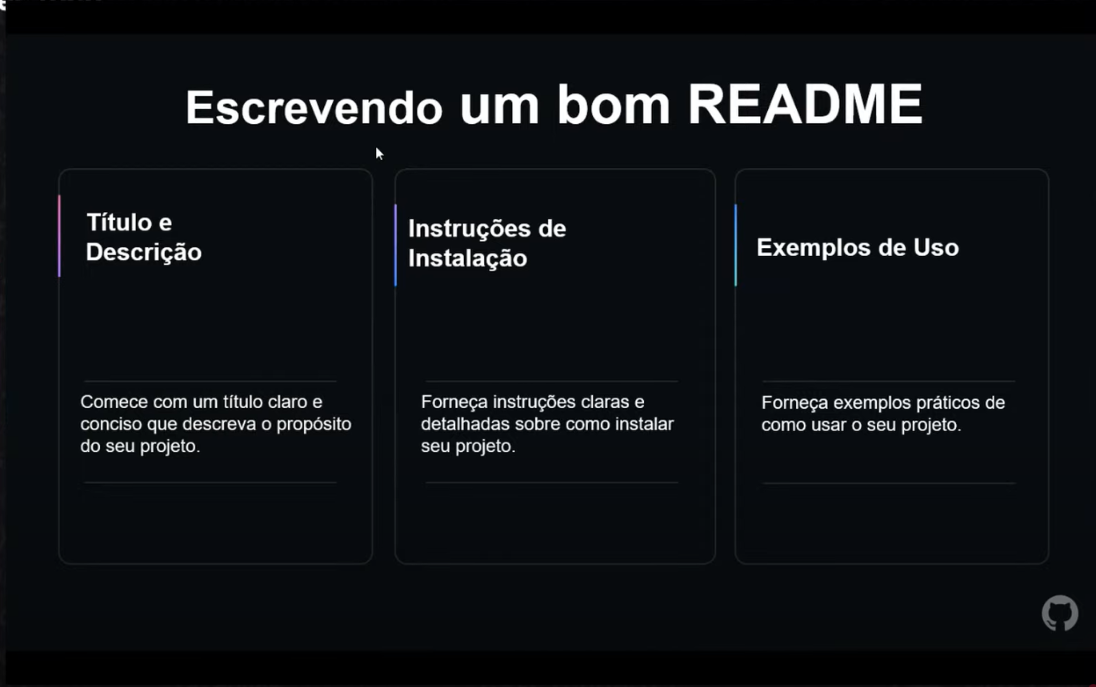 Escrevendo um bom README
Título e
Descrição
Comece com um título claro e
conciso que descreva o propósito
do seu projeto.
Instruções de
Instalação
Forneça instruções claras e
detalhadas sobre como instalar
seu projeto.
Exemplos de Uso
Forneça exemplos práticos de
como usar o seu projeto.